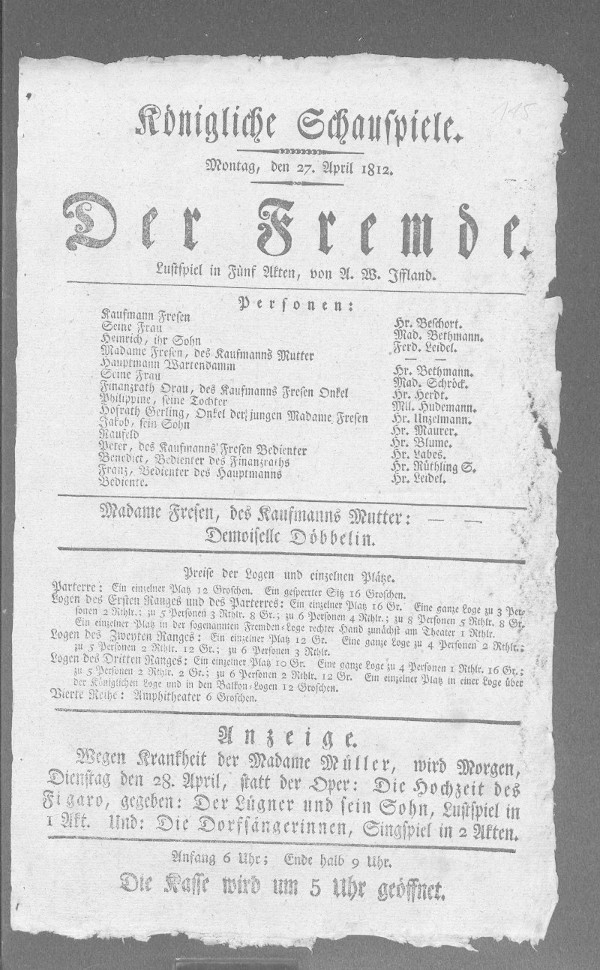 115
Königliche Schauspiele.
Montag, den 27. April 1812.
Der Fremde.
Lustspiel in Fünf Akten, von A. W. Iffland.
Personen:
Kaufmann Fresen Hr. Beschort.
Seine Frau Mad. Bethmann.
Heinrich, ihr Sohn Ferd. Leidel.
Madame Fresen, des Kaufmanns Mutter — —
Hauptmann Wartendamm Hr. Bethmann.
Seine Frau Mad. Schröck.
Finanzrath Orau, des Kaufmanns Fresen Onkel Hr. Herdt.
Philippine, seine Tochter Mll. Hudemann.
Hofrath Gerling, Onkel der jungen Madame Fresen Hr. Unzelmann.
Jakob, sein Sohn Hr. Maurer.
Raufeld Hr. Blume.
Peter, des Kaufmanns Fresen Bedienter Hr. Labes.
Benedict, Bedienter des Finanzraths Hr. Rüthling S.
Franz, Bedienter des Hauptmanns Hr. Leidel.
Bediente.
Madame Fresen, des Kaufmanns Mutter: — —
Demoiselle Döbbelin.
Preise der Logen und einzelnen Plätze.
Parterre: Ein einzelner Platz 12 Groschen. Ein gesperrter Sitz 16 Groschen.
Logen des Ersten Ranges und des Parterres: Ein einzelner Platz 16 Gr. Eine ganze Loge zu 3 Per-
sonen 2 Rthlr.; zu 5 Personen 3 Rthlr. 8 Gr.; zu 6 Personen 4 Rthlr.; zu 8 Personen 5 Rthlr. 8 Gr.
Ein einzelner Platz in der sogenannten Fremden-Loge rechter Hand zunächst am Theater 1 Rthlr.
Logen des Zweyten Ranges: Ein einzelner Platz 12 Gr. Eine ganze Loge zu 4 Personen 2 Rthlr.;
zu 5 Personen 2 Rthlr. 12 Gr.; zu 6 Personen 3 Rthlr.
Logen des Dritten Ranges: Ein einzelner Platz 10 Gr. Eine ganze Loge zu 4 Personen 1 Rthlr. 16 Gr.;
zu 5 Personen 2 Rthlr. 2 Gr.; zu 6 Personen 2 Rthlr. 12 Gr. Ein einzelner Platz in einer Loge über
der Königlichen Loge und in den Balkon-Logen 12 Groschen.
Vierte Reihe: Amphitheater 6 Groschen.
Anzeige.
Wegen Krankheit der Madame Müller, wird Morgen,
Dienstag den 28. April, statt der Oper: Die Hochzeit des
Figaro, gegeben: Der Lügner und sein Sohn, Lustspiel in
1 Akt. Und: Die Dorfsängerinnen, Singspiel in 2 Akten.
Anfang 6 Uhr; Ende halb 9 Uhr.
Die Kasse wird um 5 Uhr geöffnet.